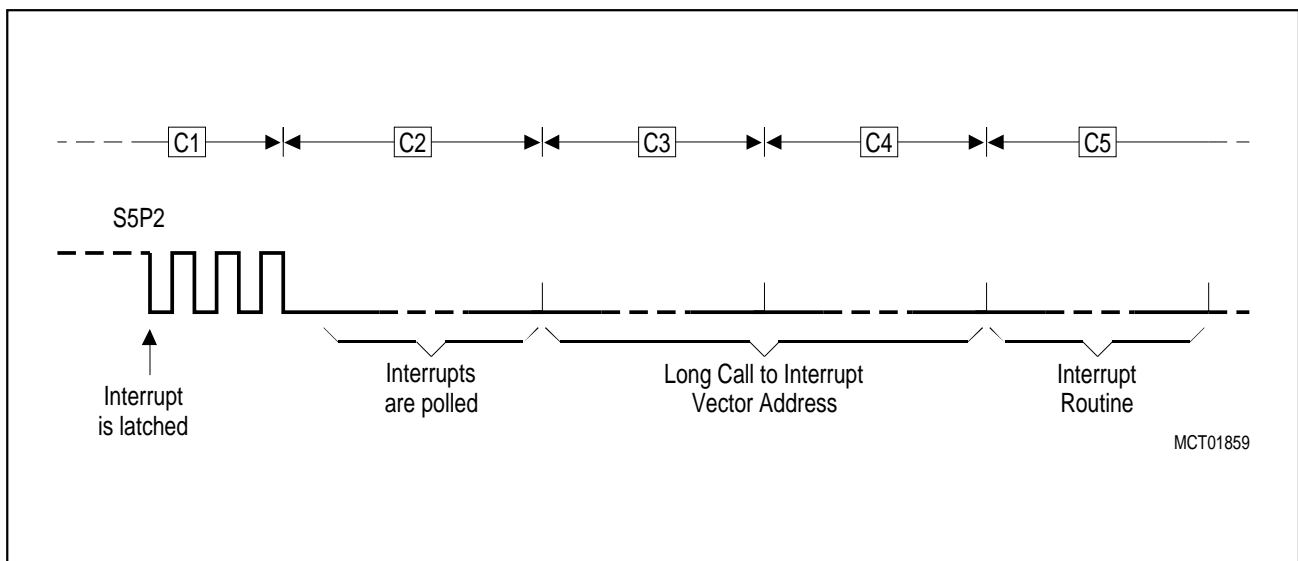 C1 C2 C3 C4 C5
S5P2
Interrupt
is latched
Interrupts
are polled
Long Call to Interrupt
Vector Address
Interrupt
Routine
MCT01859